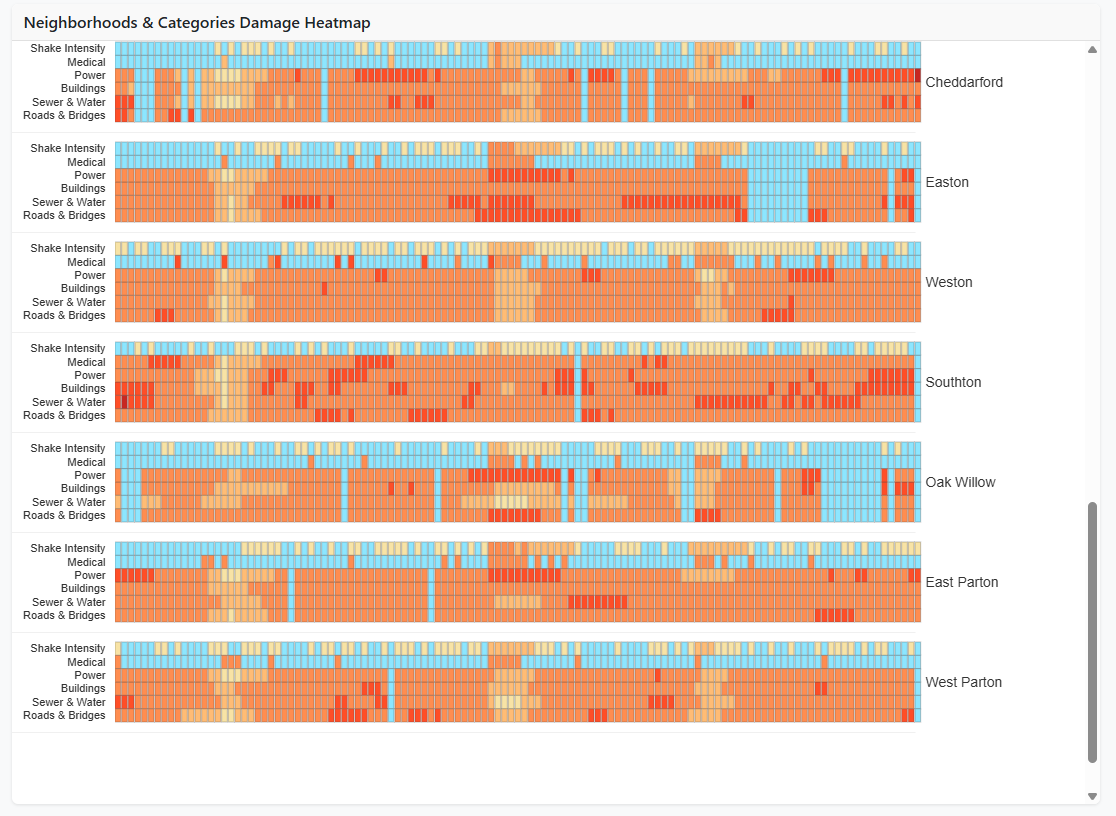 Neighborhoods & Categories Damage Heatmap
Shake Intensity
Medical
Power
Buildings
Sewer & Water
Roads & Bridges
Cheddarford
Shake Intensity
Medical
Power
Buildings
Sewer & Water
Roads & Bridges
Easton
Shake Intensity
Medical
Power
Buildings
Sewer & Water
Roads & Bridges
Weston
Shake Intensity
Medical
Power
Buildings
Sewer & Water
Roads & Bridges
Southton
Shake Intensity
Medical
Power
Buildings
Sewer & Water
Roads & Bridges
Oak Willow
Shake Intensity
Medical
Power
Buildings
Sewer & Water
Roads & Bridges
East Parton
Shake Intensity
Medical
Power
Buildings
Sewer & Water
Roads & Bridges
West Parton